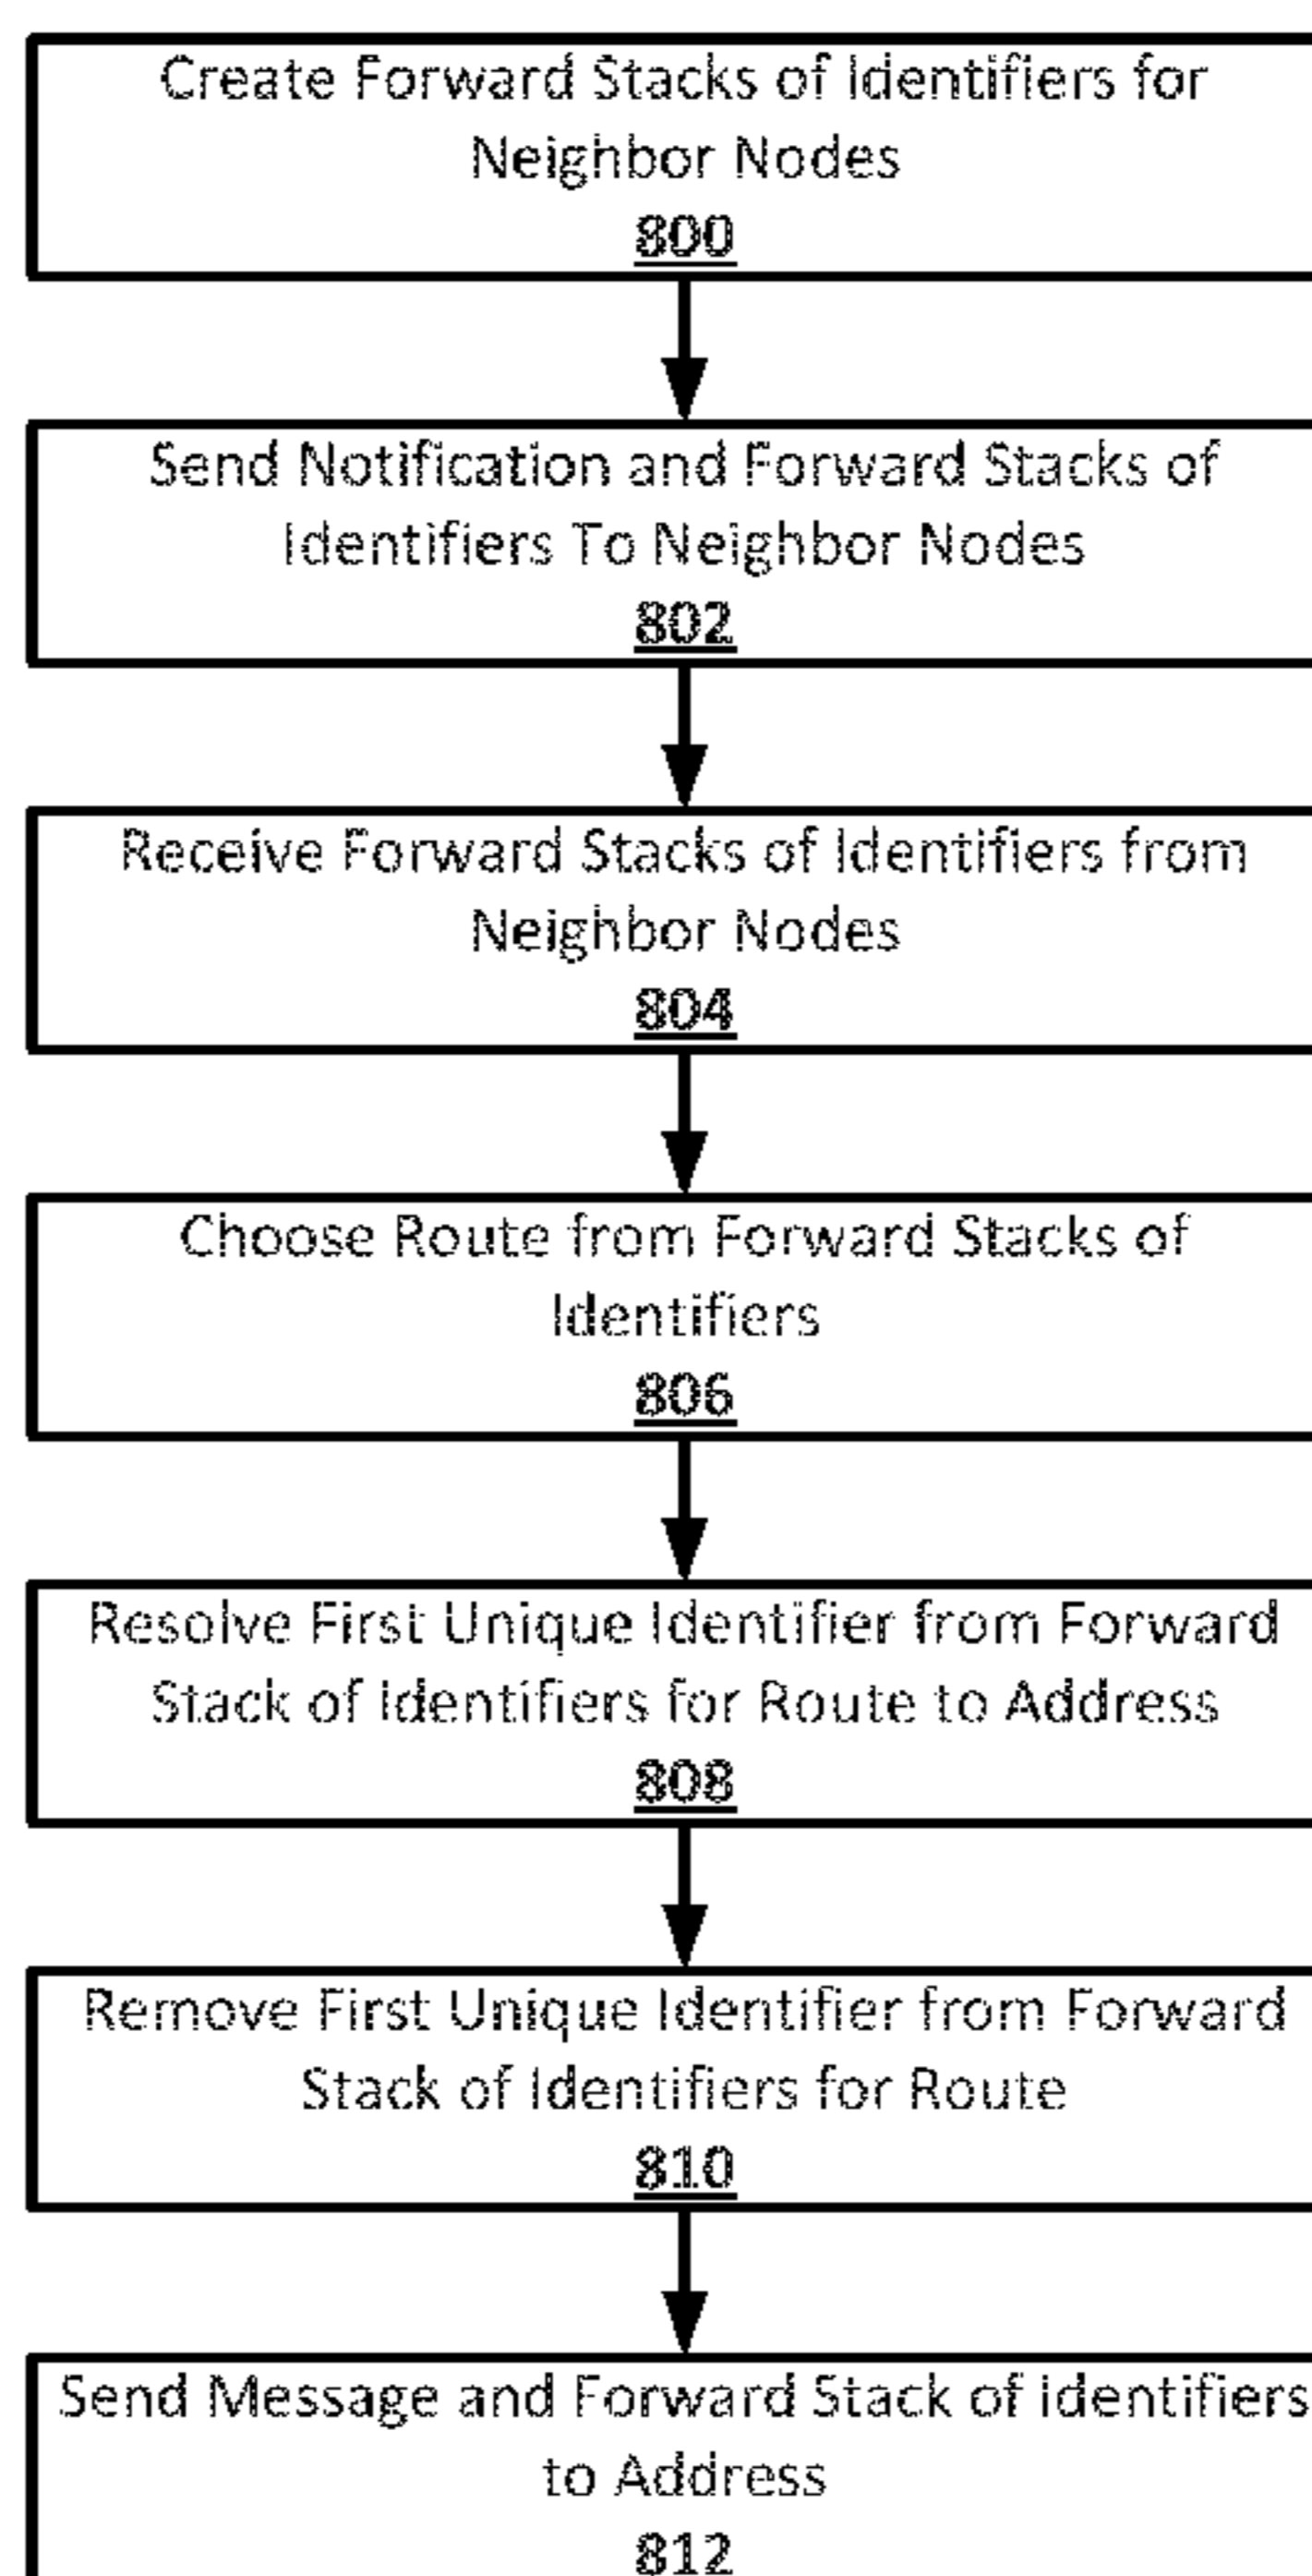 Create Forward Stacks of Identifiers for
Neighbor Nodes
800
Send Notification and Forward Stacks of
Identifiers To Neighbor Nodes
802
Receive Forward Stacks of Identifiers from
Neighbor Nodes
804
Choose Route from Forward Stacks of
Identifiers
806
Resolve First Unique Identifier from Forward
Stack of Identifiers for Route to Address
808
Remove First Unique Identifier from Forward
Stack of Identifiers for Route
810
Send Message and Forward Stack of identifiers
to Address
812